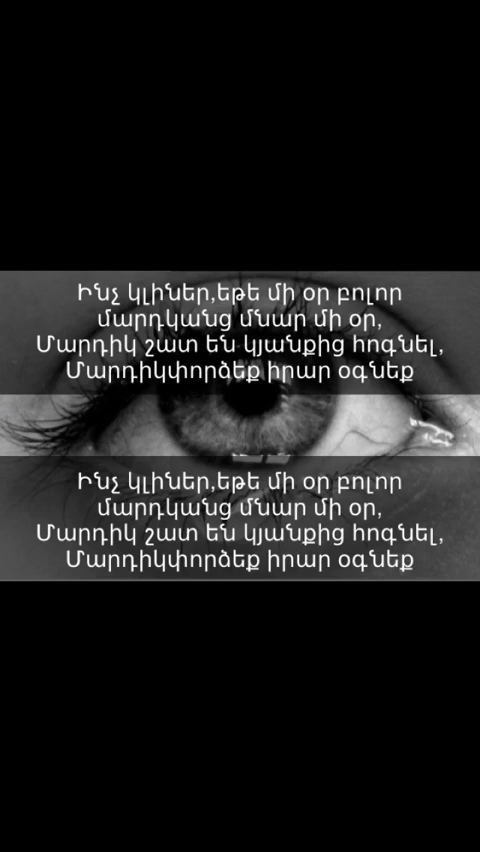 Ինչ կլիներ,եթե մի օր բոլոր
մարդկանց մնար մի օր,
Մարդիկ շատ են կյանքից հոգնել,
Մարդիկփորձեք իրար օգնեք
Ինչ կլիներ,եթե մի օր բոլոր
մարդկանց մնար մի օր,
Մարդիկ շատ են կյանքից հոգնել,
Մարդիկփորձեք իրար օգնեք